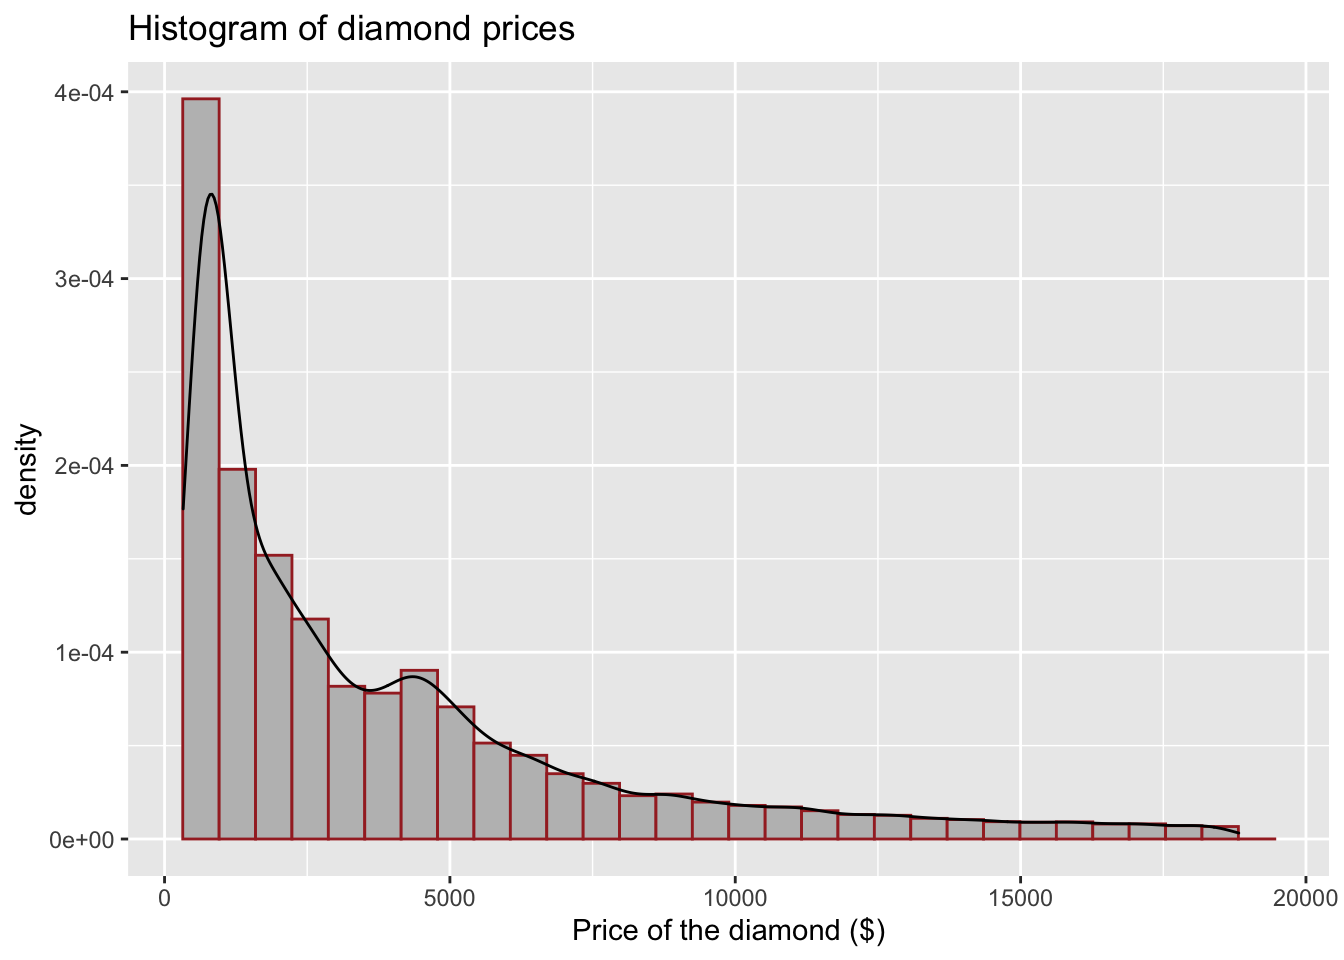 Histogram of diamond prices
4e-04
3e-04
2e-04
1e-04
0e+00
density
0 5000 10000 15000 20000
Price of the diamond ($)